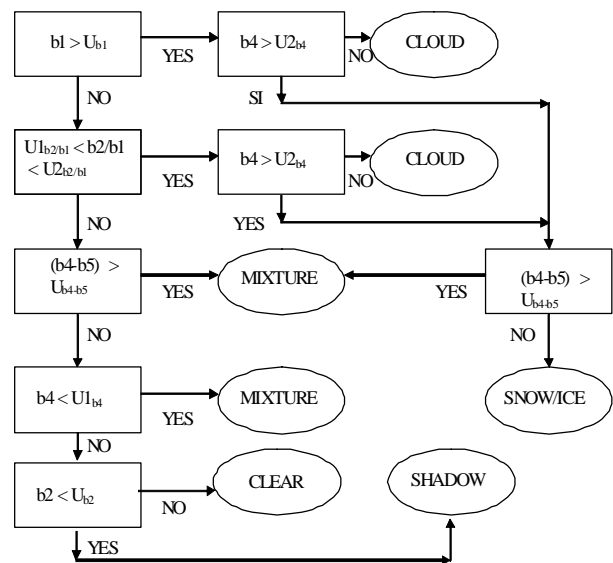 b1 > Ub1
YES
b4 > U2b4
NO
CLOUD
NO
SI
U1b2/b1 < b2/b1
< U2b2/b1
YES
b4 > U2b4
NO
CLOUD
NO
YES
(b4-b5) >
Ub4-b5
YES
MIXTURE
YES
(b4-b5) >
Ub4-b5
NO
NO
b4 < U1b4
YES
MIXTURE
SNOW/ICE
NO
b2 < Ub2
NO
CLEAR
SHADOW
YES